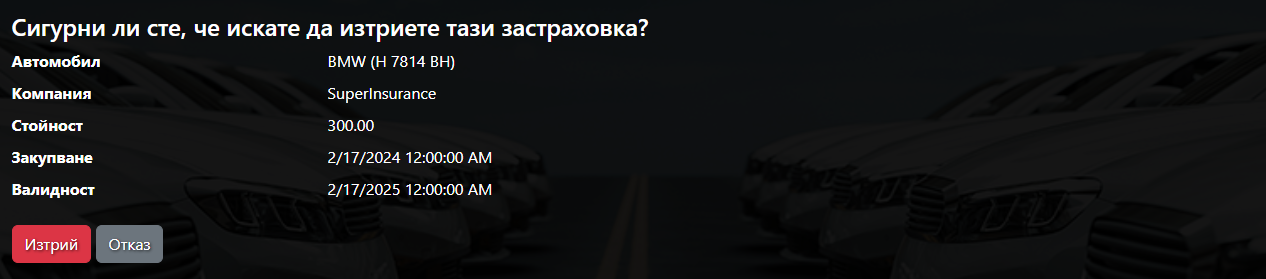 Сигурни ли сте, че искате да изтриете тази застраховка?
Автомобил BMW (H 7814 BH)
Компания SuperInsurance
Стойност 300.00
Закупване 2/17/2024 12:00:00 AM
Валидност 2/17/2025 12:00:00 AM
Изтрий Отказ